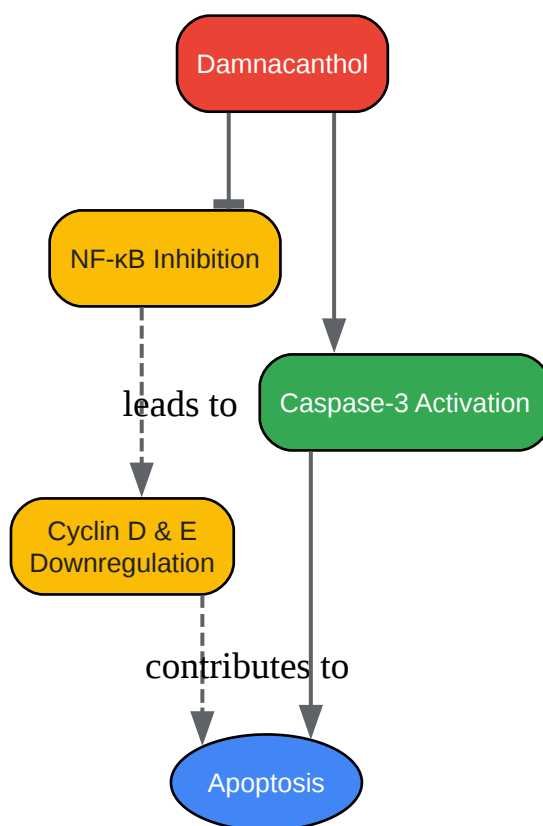 Damnacanthol
NF-κB Inhibition
leads to
Caspase-3 Activation
Cyclin D & E
Downregulation
contributes to
Apoptosis